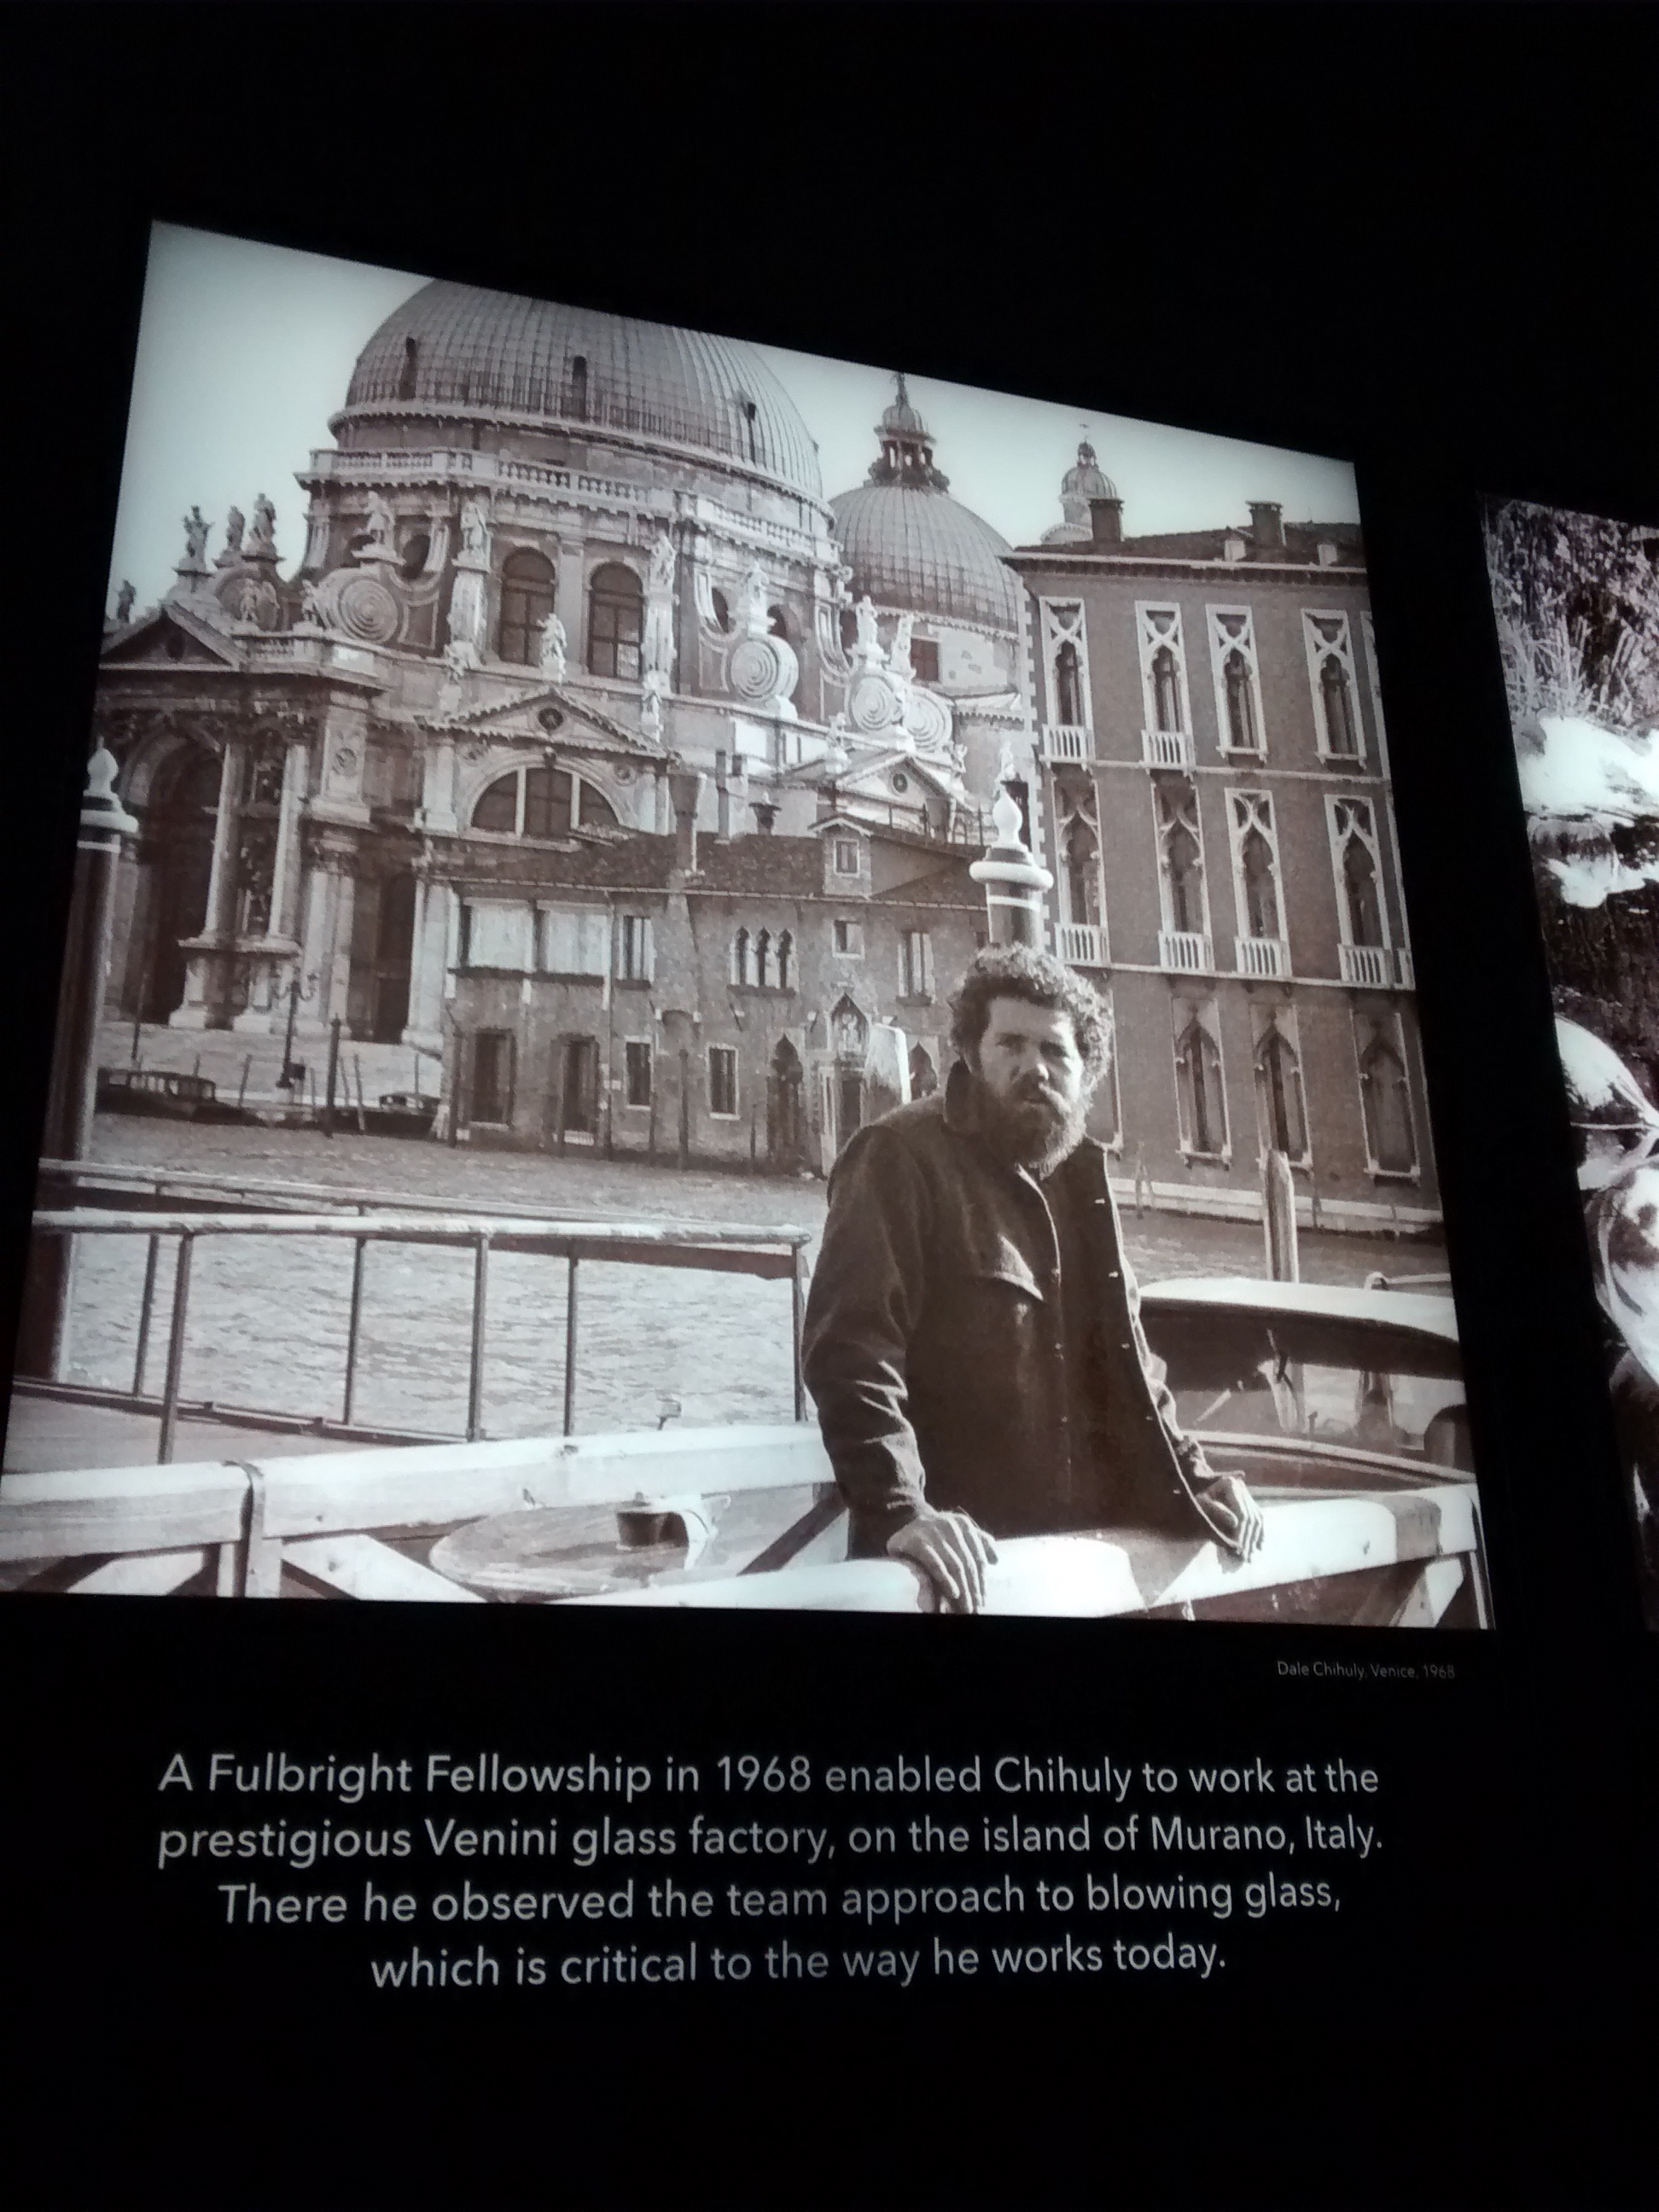 Dale Chihuly, Venice, 1968
A Fulbright Fellowship in 1968 enabled Chihuly to work at the
prestigious Venini glass factory, on the island of Murano, Italy.
There he observed the team approach to blowing glass,
which is critical to the way he works today.